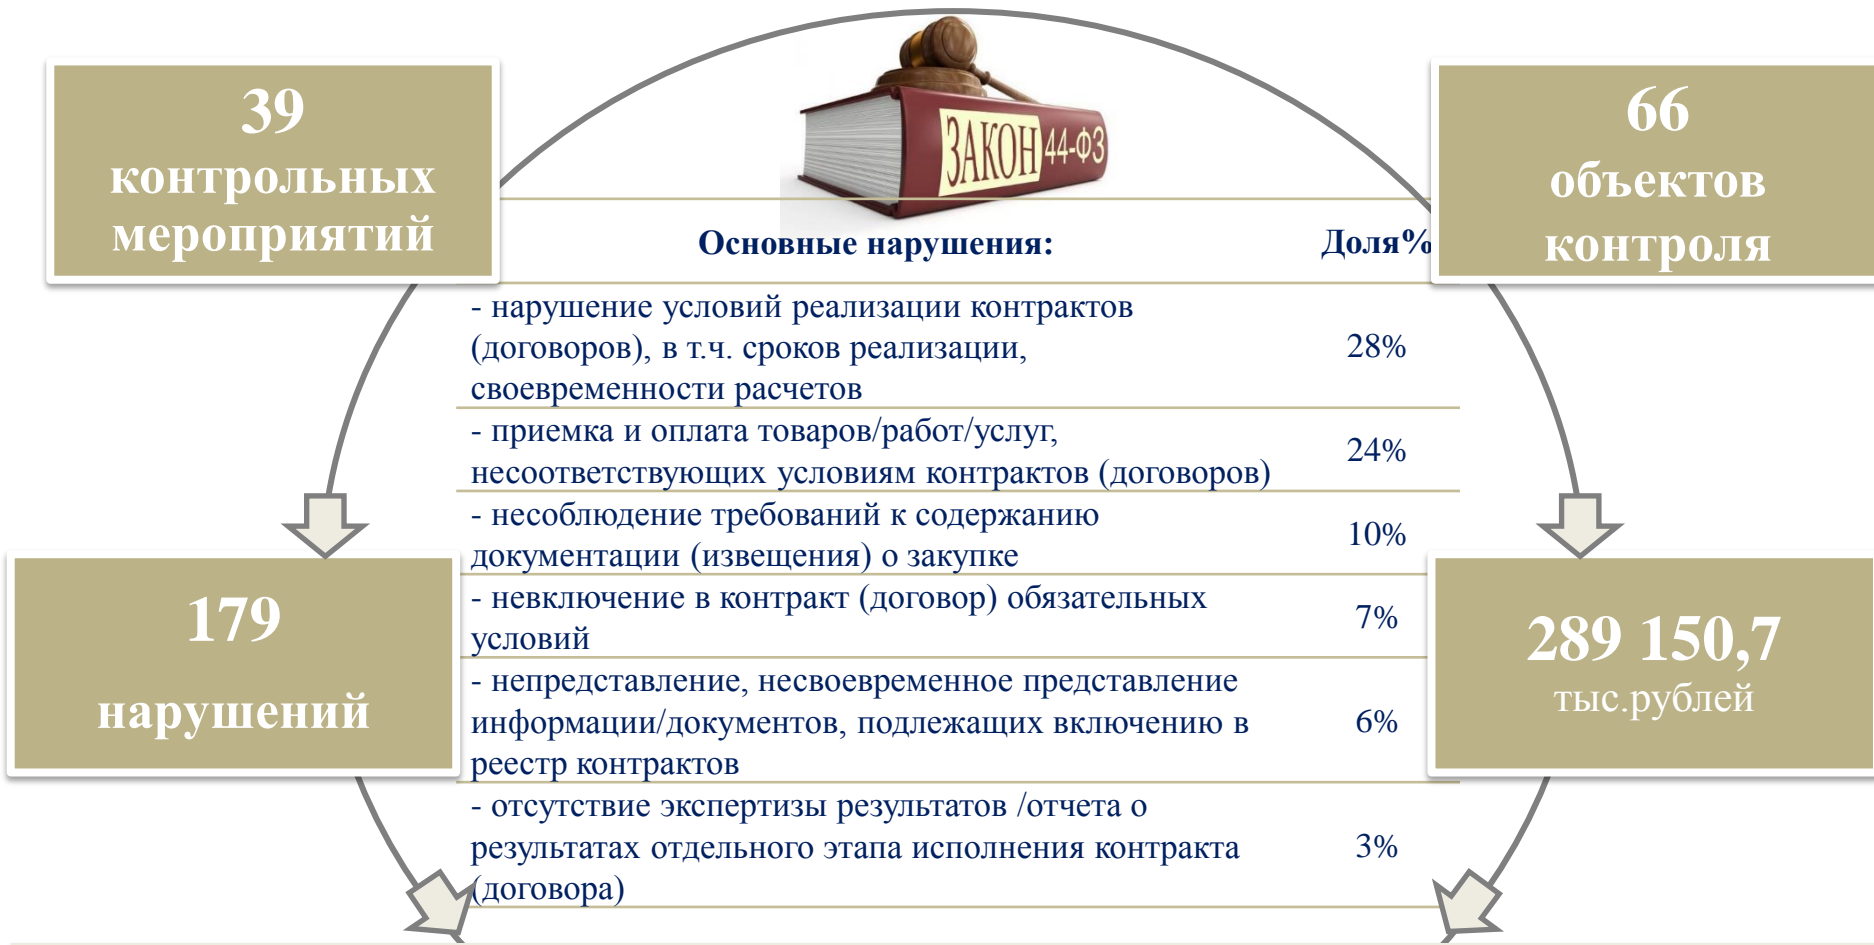 39
контрольных
мероприятий
ЗАКОН 44-ФЗ
66
объектов
контроля
Основные нарушения: Доля%
- нарушение условий реализации контрактов
(договоров), в т.ч. сроков реализации,
своевременности расчетов
28%
- приемка и оплата товаров/работ/услуг,
несоответствующих условиям контрактов (договоров)
24%
- несоблюдение требований к содержанию
документации (извещения) о закупке
10%
- невключение в контракт (договор) обязательных
условий
7%
- непредставление, несвоевременное представление
информации/документов, подлежащих включению в
реестр контрактов
6%
- отсутствие экспертизы результатов /отчета о
результатах отдельного этапа исполнения контракта
(договора)
3%
179
нарушений
289 150,7
тыс.рублей